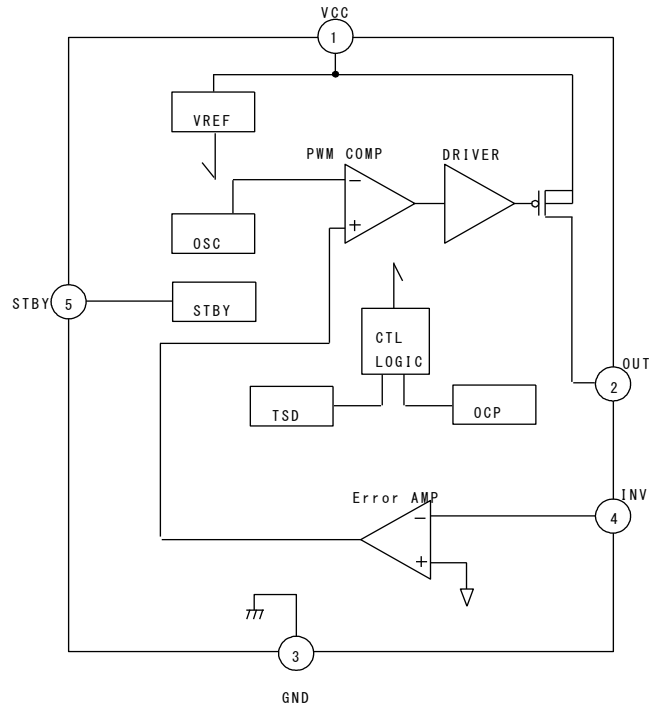 VCC
1
VREF
PWM COMP
DRIVER
−
+
OSC
STBY
5
STBY
CTL
LOGIC
OUT
2
TSD
OCP
Error AMP
INV
4
−
+
3
GND